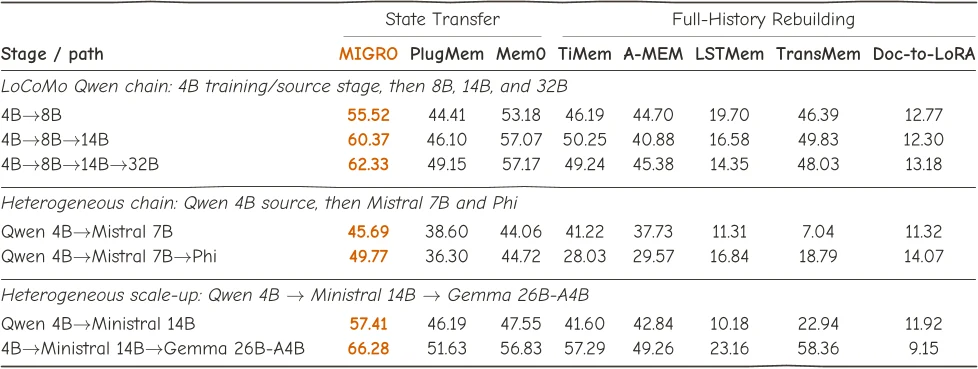 State Transfer Full-History Rebuilding
Stage / path MIGRO PlugMem Mem0 TiMem A-MEM LSTMem TransMem Doc-to-LoRA
LoCoMo Qwen chain: 4B training/source stage, then 8B, 14B, and 32B
4B→8B 55.52 44.41 53.18 46.19 44.70 19.70 46.39 12.77
4B→8B→14B 60.37 46.10 57.07 50.25 40.88 16.58 49.83 12.30
4B→8B→14B→32B 62.33 49.15 57.17 49.24 45.38 14.35 48.03 13.18
Heterogeneous chain: Qwen 4B source, then Mistral 7B and Phi
Qwen 4B→Mistral 7B 45.69 38.60 44.06 41.22 37.73 11.31 7.04 11.32
Qwen 4B→Mistral 7B→Phi 49.77 36.30 44.72 28.03 29.57 16.84 18.79 14.07
Heterogeneous scale-up: Qwen 4B → Ministral 14B → Gemma 26B-A4B
Qwen 4B→Ministral 14B 57.41 46.19 47.55 41.60 42.84 10.18 22.94 11.92
4B→Ministral 14B→Gemma 26B-A4B 66.28 51.63 56.83 57.29 49.26 23.16 58.36 9.15